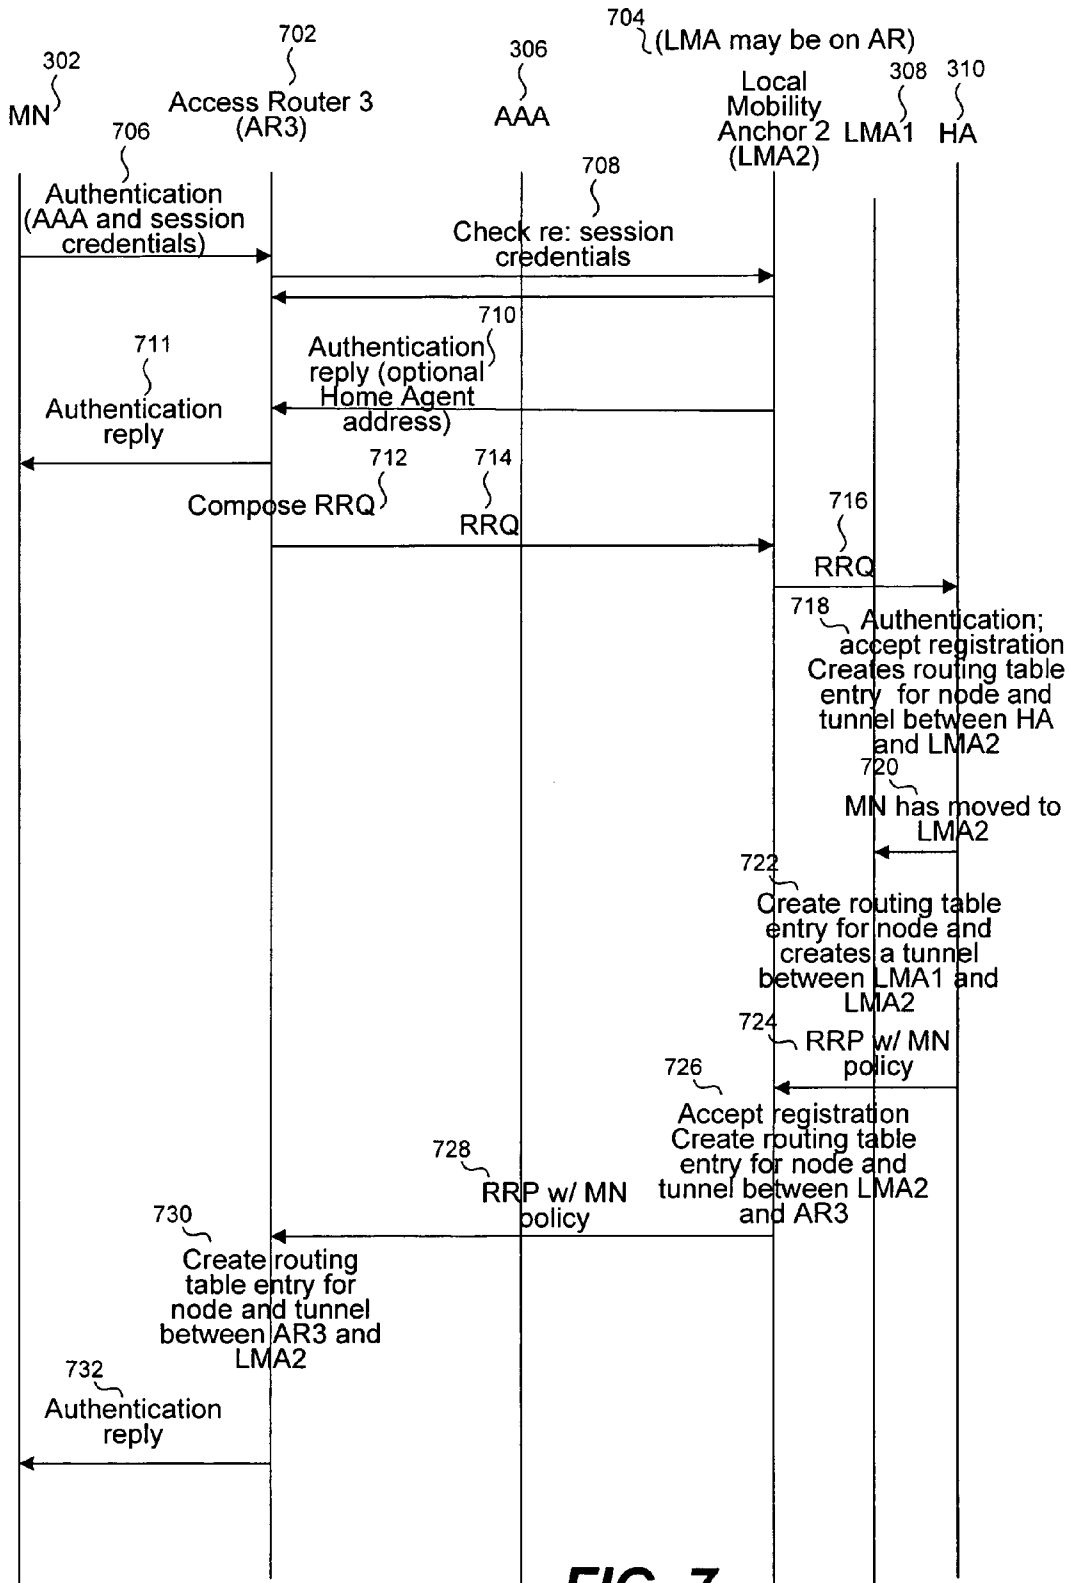 704
(LMA may be on AR)
302
702
306
308
310
MN
Access Router 3
(AR3)
AAA
Local
Mobility
Anchor 2
(LMA2)
LMA1
HA
706
Authentication
(AAA and session
credentials)
708
Check re: session
credentials
710
Authentication
reply (optional
Home Agent
address)
711
Authentication
reply
712
Compose RRQ
714
RRQ
716
RRQ
718
Authentication;
accept registration
Creates routing table
entry for node and
tunnel between HA
and LMA2
720
MN has moved to
LMA2
722
Create routing table
entry for node and
creates a tunnel
between LMA1 and
LMA2
724
RRP w/ MN
policy
726
Accept registration
Create routing table
entry for node and
tunnel between LMA2
and AR3
728
RRP w/ MN
policy
730
Create routing
table entry for
node and tunnel
between AR3 and
LMA2
732
Authentication
reply
FIG. 7